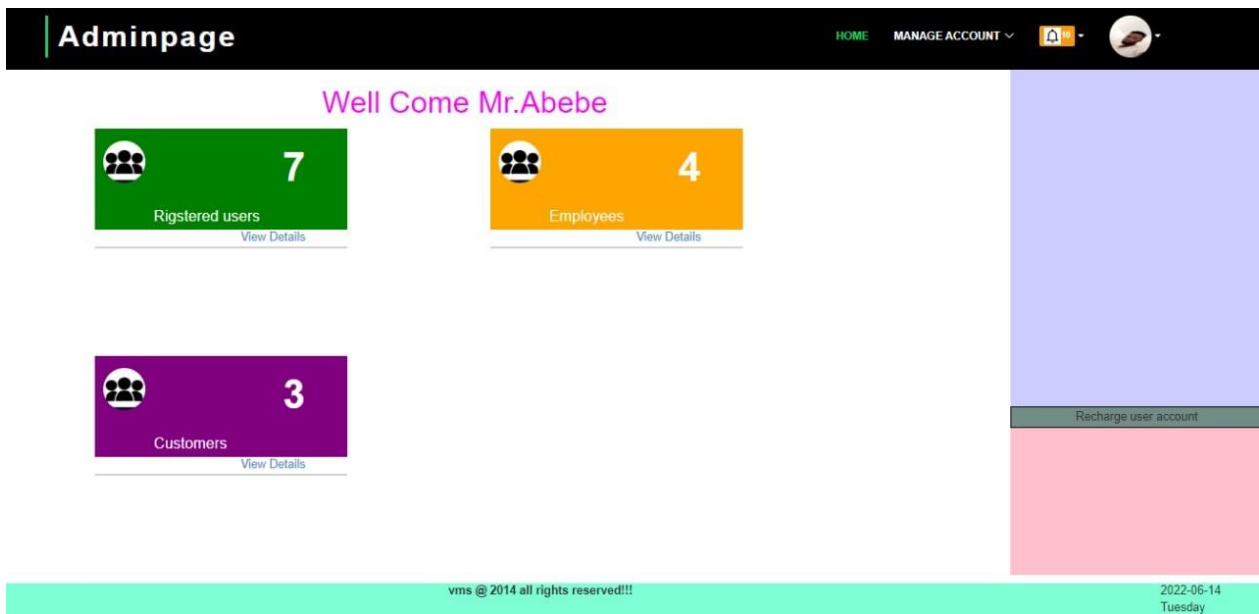 Adminpage
HOME MANAGE ACCOUNT
Well Come Mr.Abebe
7
Rigstered users
View Details
4
Employees
View Details
3
Customers
View Details
Recharge user account
vms @ 2014 all rights reserved!!!
2022-06-14
Tuesday